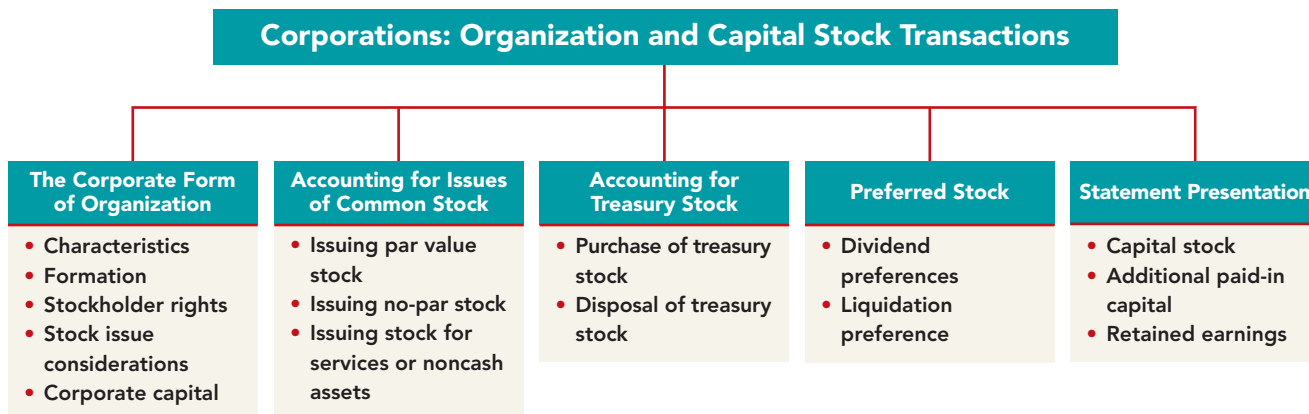 Corporations: Organization and Capital Stock Transactions
The Corporate Form
of Organization
• Characteristics
• Formation
• Stockholder rights
• Stock issue
considerations
• Corporate capital
Accounting for Issues
of Common Stock
• Issuing par value
stock
• Issuing no-par stock
• Issuing stock for
services or noncash
assets
Accounting for
Treasury Stock
• Purchase of treasury
stock
• Disposal of treasury
stock
Preferred Stock
• Dividend
preferences
• Liquidation
preference
Statement Presentation
• Capital stock
• Additional paid-in
capital
• Retained earnings